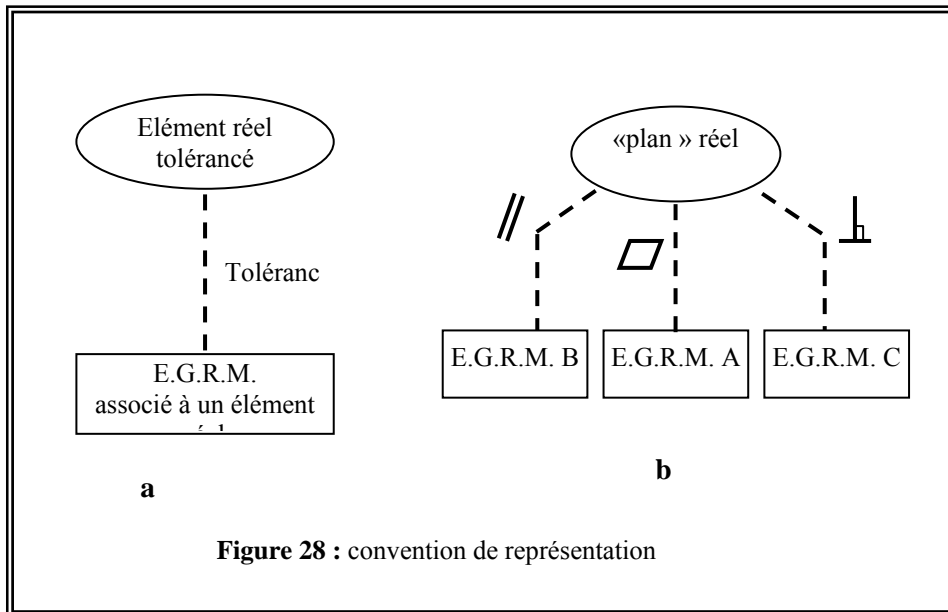 Elément réel
tolérancé
Toléranc
E.G.R.M.
associé à un élément
a
«plan » réel
E.G.R.M. B
E.G.R.M. A
E.G.R.M. C
b
Figure 28 : convention de représentation